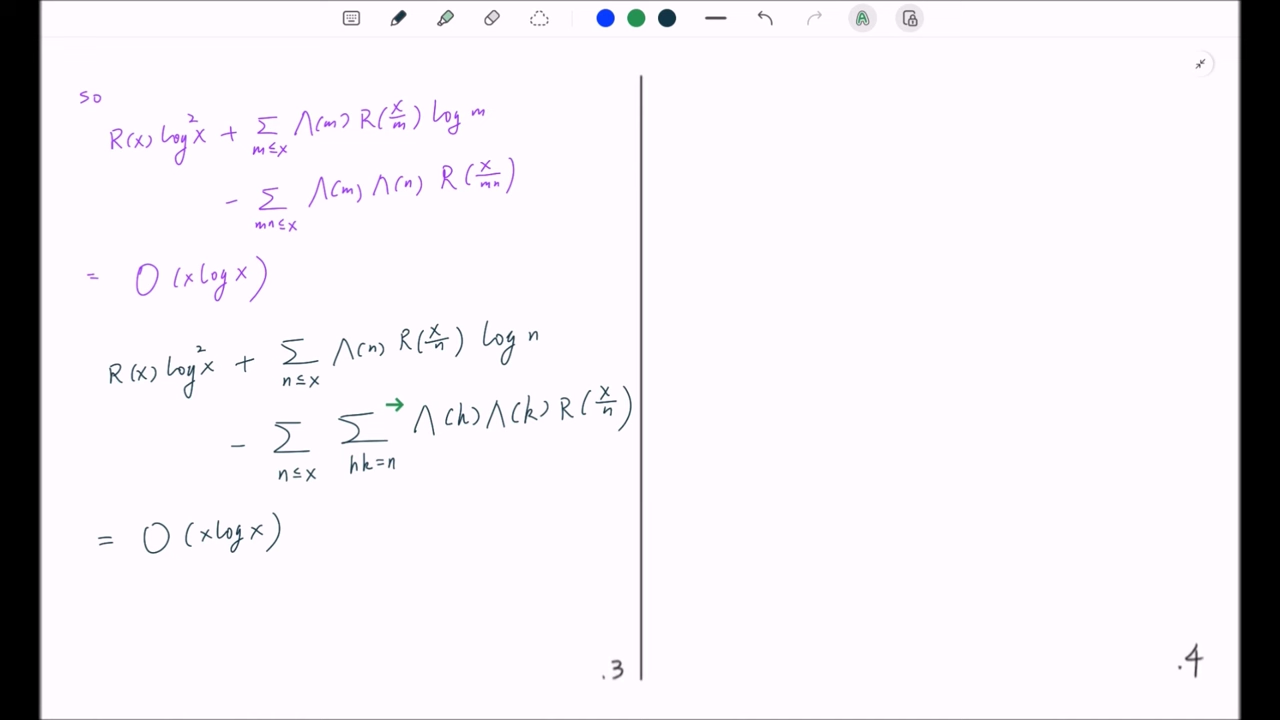 so
R(x) log²x + Σ_{m≤x} Λ(m) R(x/m) log m
- Σ_{mn≤x} Λ(m) Λ(n) R(x/mn)
= O(x log x)
R(x) log²x + Σ_{n≤x} Λ(n) R(x/n) log n
- Σ_{n≤x} Σ_{hk=n} → Λ(h) Λ(k) R(x/n)
= O(x log x)
.3
.4